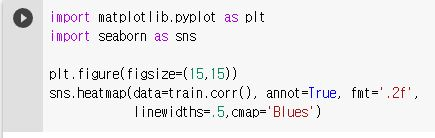 import matplotlib.pyplot as plt
import seaborn as sns
plt.figure(figsize=(15,15))
sns.heatmap(data=train.corr(), annot=True, fmt='.2f',
linewidths=.5,cmap='Blues')